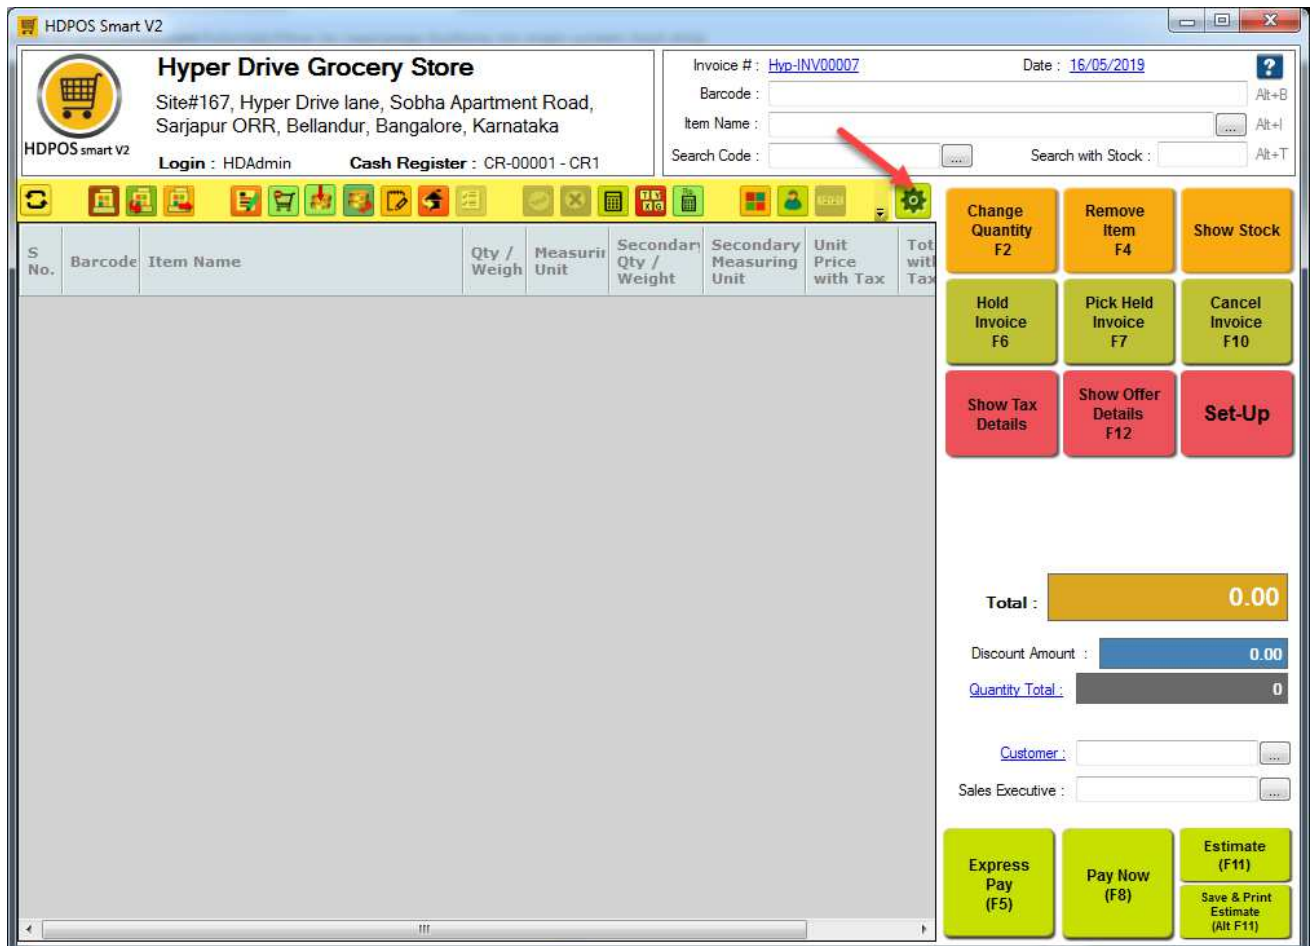 HDPOS Smart V2
Hyper Drive Grocery Store
Site#167, Hyper Drive lane, Sobha Apartment Road,
Sarjapur ORR, Bellandur, Bangalore, Karnataka
HDPOS smart V2
Login : HDAdmin Cash Register : CR-00001 - CR1
Invoice # : Hyp-INV00007 Date : 16/05/2019 ?
Barcode : Alt+B
Item Name : ... Alt+I
Search Code : ... Search with Stock : Alt+T
S No.
Barcode
Item Name
Qty /
Weigh
Measurin
Unit
Secondary
Qty /
Weight
Secondary
Measuring
Unit
Unit
Price
with Tax
Tot
with
Tax
Change
Quantity
F2
Remove
Item
F4
Show Stock
Hold
Invoice
F6
Pick Held
Invoice
F7
Cancel
Invoice
F10
Show Tax
Details
Show Offer
Details
F12
Set-Up
Total : 0.00
Discount Amount : 0.00
Quantity Total : 0
Customer : ...
Sales Executive : ...
Express
Pay
(F5)
Pay Now
(F8)
Estimate
(F11)
Save & Print
Estimate
(Alt F11)